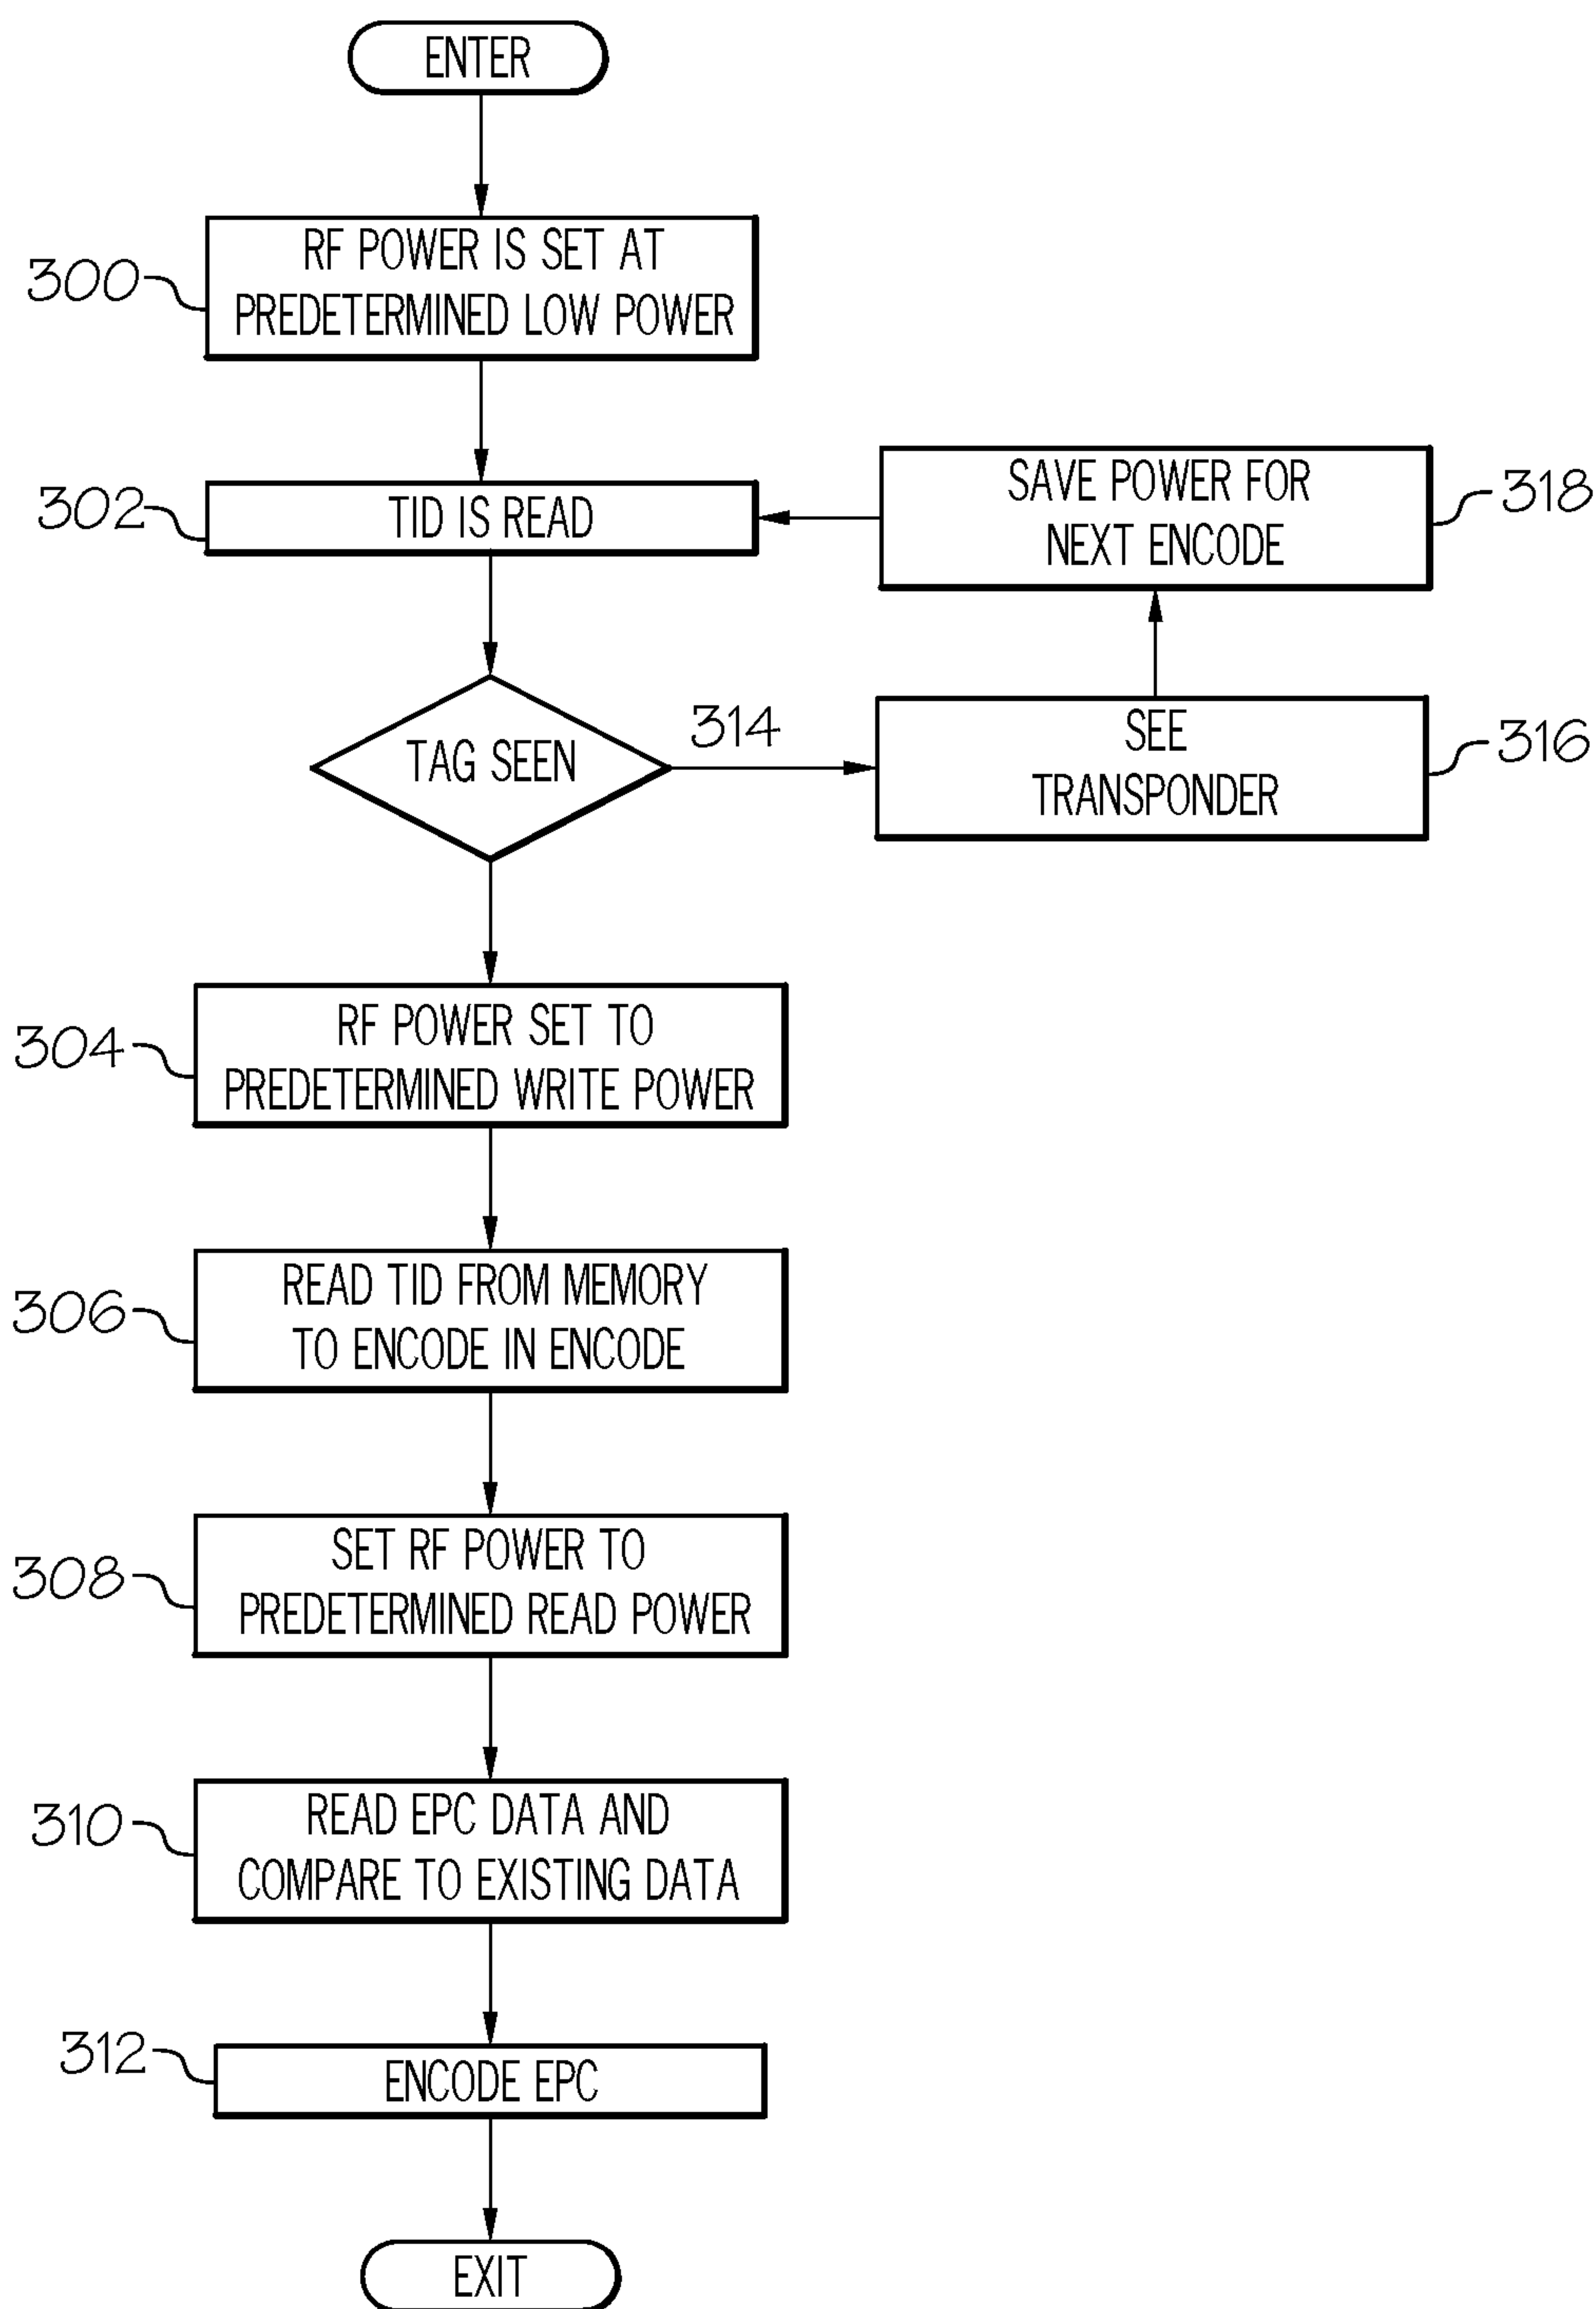 ENTER
300
RF POWER IS SET AT
PREDETERMINED LOW POWER
302
TID IS READ
SAVE POWER FOR
NEXT ENCODE
318
TAG SEEN
314
SEE
TRANSPONDER
316
304
RF POWER SET TO
PREDETERMINED WRITE POWER
306
READ TID FROM MEMORY
TO ENCODE IN ENCODE
308
SET RF POWER TO
PREDETERMINED READ POWER
310
READ EPC DATA AND
COMPARE TO EXISTING DATA
312
ENCODE EPC
EXIT